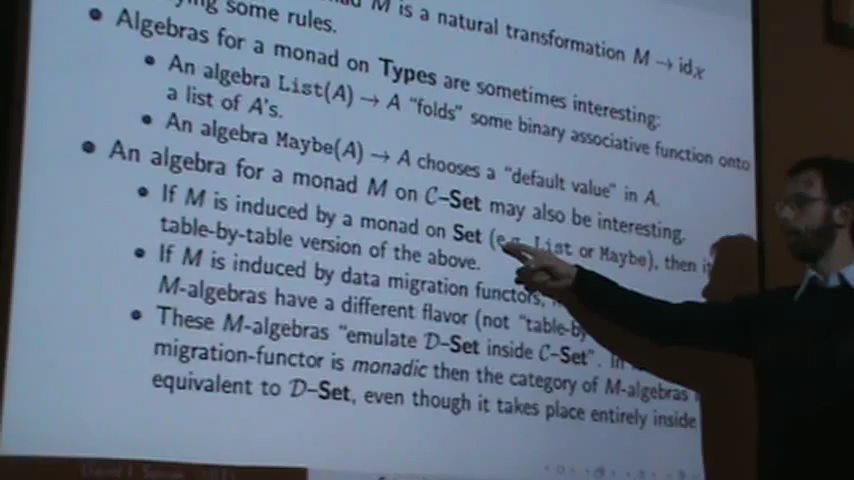 some rules.
M is a natural transformation M → id_X
• Algebras for a monad on Types are sometimes interesting:
• An algebra List(A) → A "folds" some binary associative function onto
a list of A's.
• An algebra Maybe(A) → A chooses a "default value" in A.
• An algebra for a monad M on C–Set may also be interesting.
• If M is induced by a monad on Set (e.g. List or Maybe), then
table-by-table version of the above.
• If M is induced by data migration functors,
M-algebras have a different flavor (not "table-by
• These M-algebras "emulate D–Set inside C–Set".
migration-functor is monadic then the category of M-algebras
equivalent to D–Set, even though it takes place entirely inside